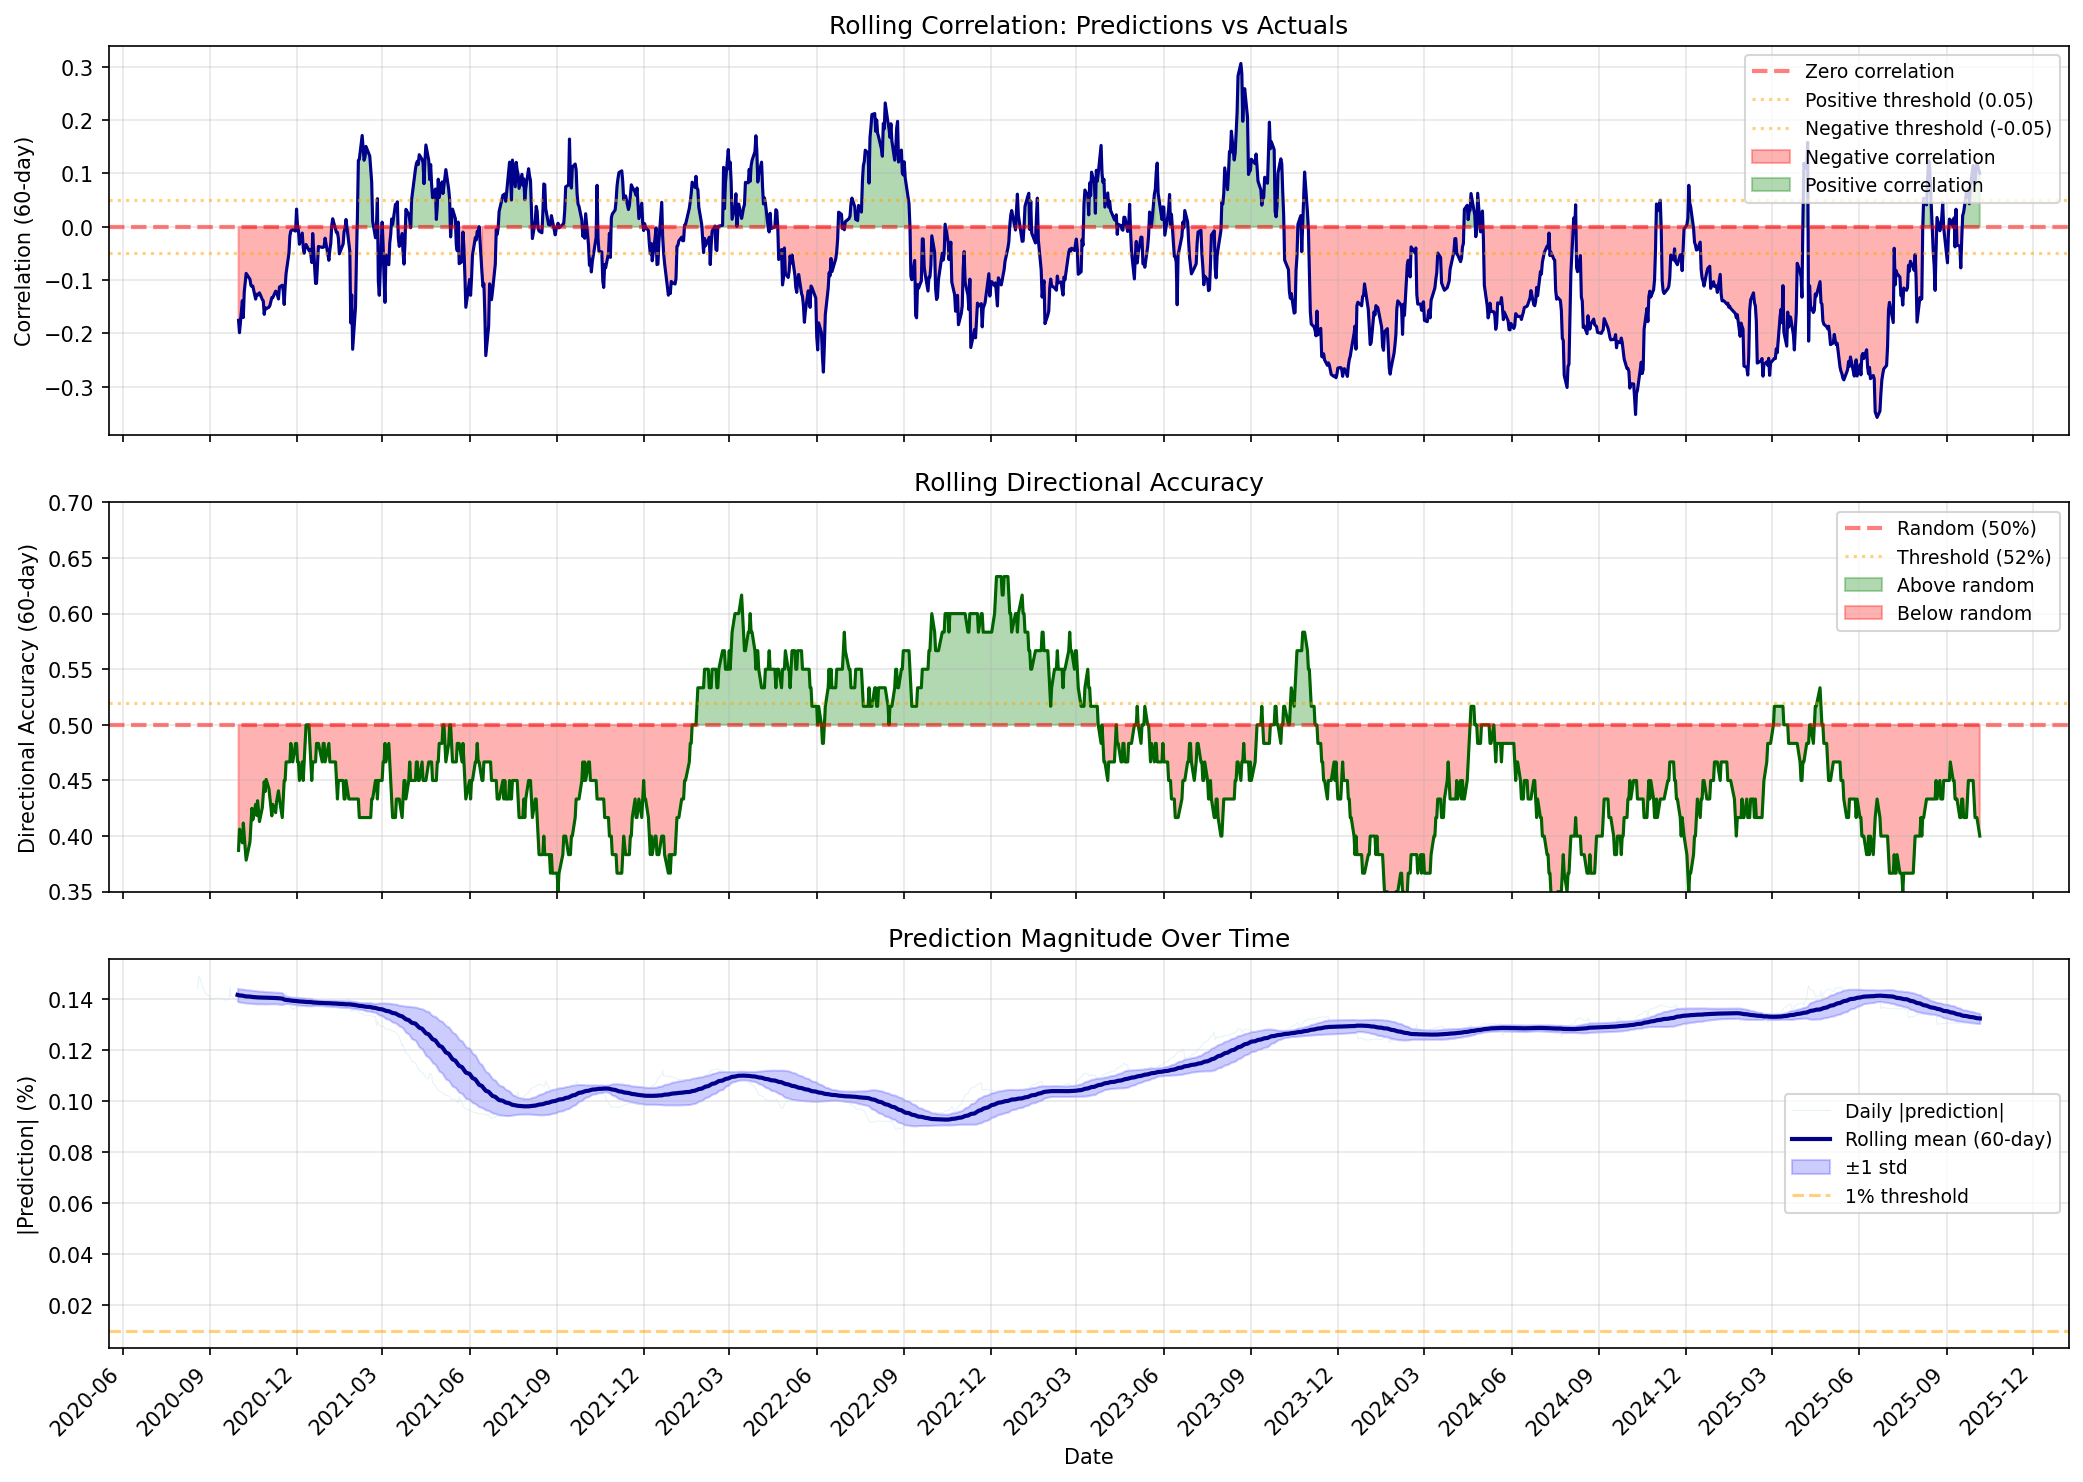 Rolling Correlation: Predictions vs Actuals
Correlation (60-day)
0.3
0.2
0.1
0.0
−0.1
−0.2
−0.3
Zero correlation
Positive threshold (0.05)
Negative threshold (-0.05)
Negative correlation
Positive correlation
Rolling Directional Accuracy
Directional Accuracy (60-day)
0.70
0.65
0.60
0.55
0.50
0.45
0.40
0.35
Random (50%)
Threshold (52%)
Above random
Below random
Prediction Magnitude Over Time
|Prediction| (%)
0.14
0.12
0.10
0.08
0.06
0.04
0.02
Daily |prediction|
Rolling mean (60-day)
±1 std
1% threshold
2020-06
2020-09
2020-12
2021-03
2021-06
2021-09
2021-12
2022-03
2022-06
2022-09
2022-12
2023-03
2023-06
2023-09
2023-12
2024-03
2024-06
2024-09
2024-12
2025-03
2025-06
2025-09
2025-12
Date